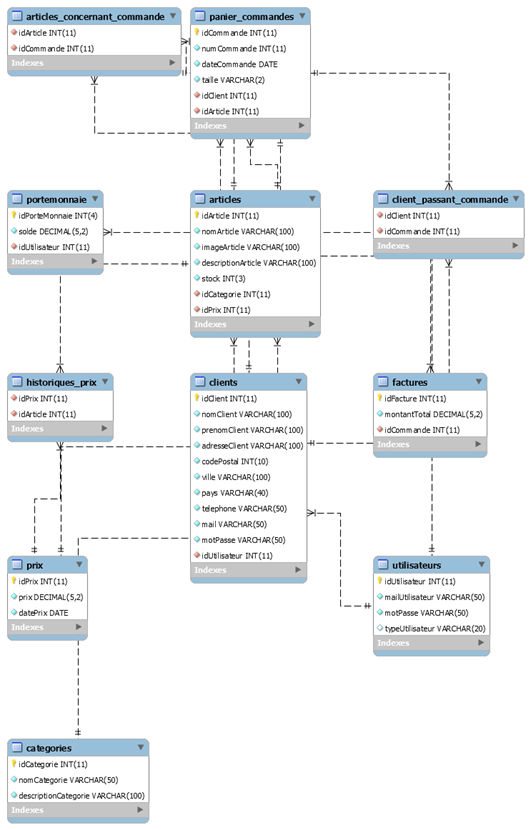 articles_concernant_commande
idArticle INT(11)
idCommande INT(11)
Indexes
panier_commandes
idCommande INT(11)
numCommande INT(11)
dateCommande DATE
taille VARCHAR(2)
idClient INT(11)
idArticle INT(11)
Indexes
portemonnaie
idPorteMonnaie INT(4)
solde DECIMAL(5,2)
idUtilisateur INT(11)
Indexes
articles
idArticle INT(11)
nomArticle VARCHAR(100)
imageArticle VARCHAR(100)
descriptionArticle VARCHAR(100)
stock INT(3)
idCategorie INT(11)
idPrix INT(11)
Indexes
client_passant_commande
idClient INT(11)
idCommande INT(11)
Indexes
historiques_prix
idPrix INT(11)
idArticle INT(11)
Indexes
clients
idClient INT(11)
nomClient VARCHAR(100)
prenomClient VARCHAR(100)
adresseClient VARCHAR(100)
codePostal INT(10)
ville VARCHAR(100)
pays VARCHAR(40)
telephone VARCHAR(50)
mail VARCHAR(50)
motPasse VARCHAR(50)
idUtilisateur INT(11)
Indexes
factures
idFacture INT(11)
montantTotal DECIMAL(5,2)
idCommande INT(11)
Indexes
prix
idPrix INT(11)
prix DECIMAL(5,2)
datePrix DATE
Indexes
utilisateurs
idUtilisateur INT(11)
mailUtilisateur VARCHAR(50)
motPasse VARCHAR(50)
typeUtilisateur VARCHAR(20)
Indexes
categories
idCategorie INT(11)
nomCategorie VARCHAR(50)
descriptionCategorie VARCHAR(100)
Indexes